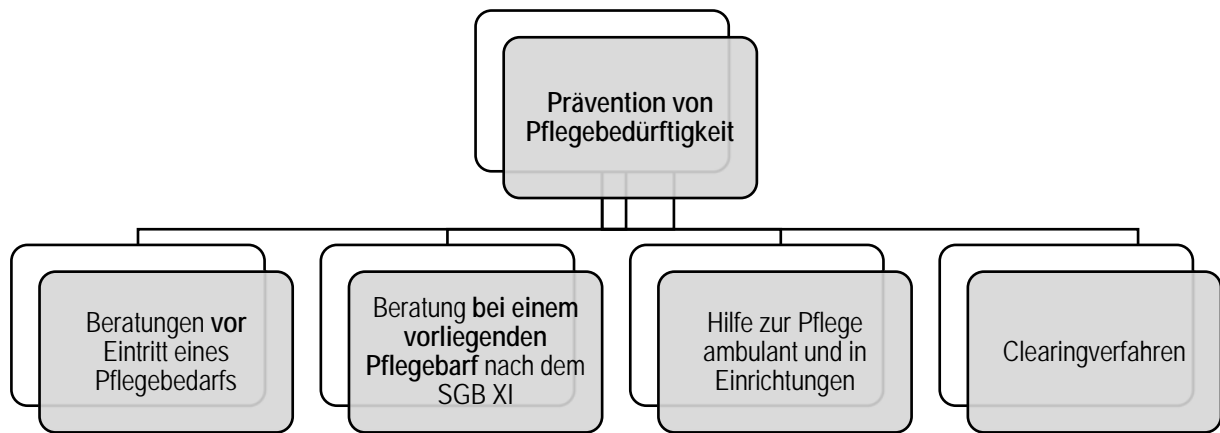 Prävention von
Pflegebedürftigkeit
Beratungen vor
Eintritt eines
Pflegebedarfs
Beratung bei einem
vorliegenden
Pflegebarf nach dem
SGB XI
Hilfe zur Pflege
ambulant und in
Einrichtungen
Clearingverfahren